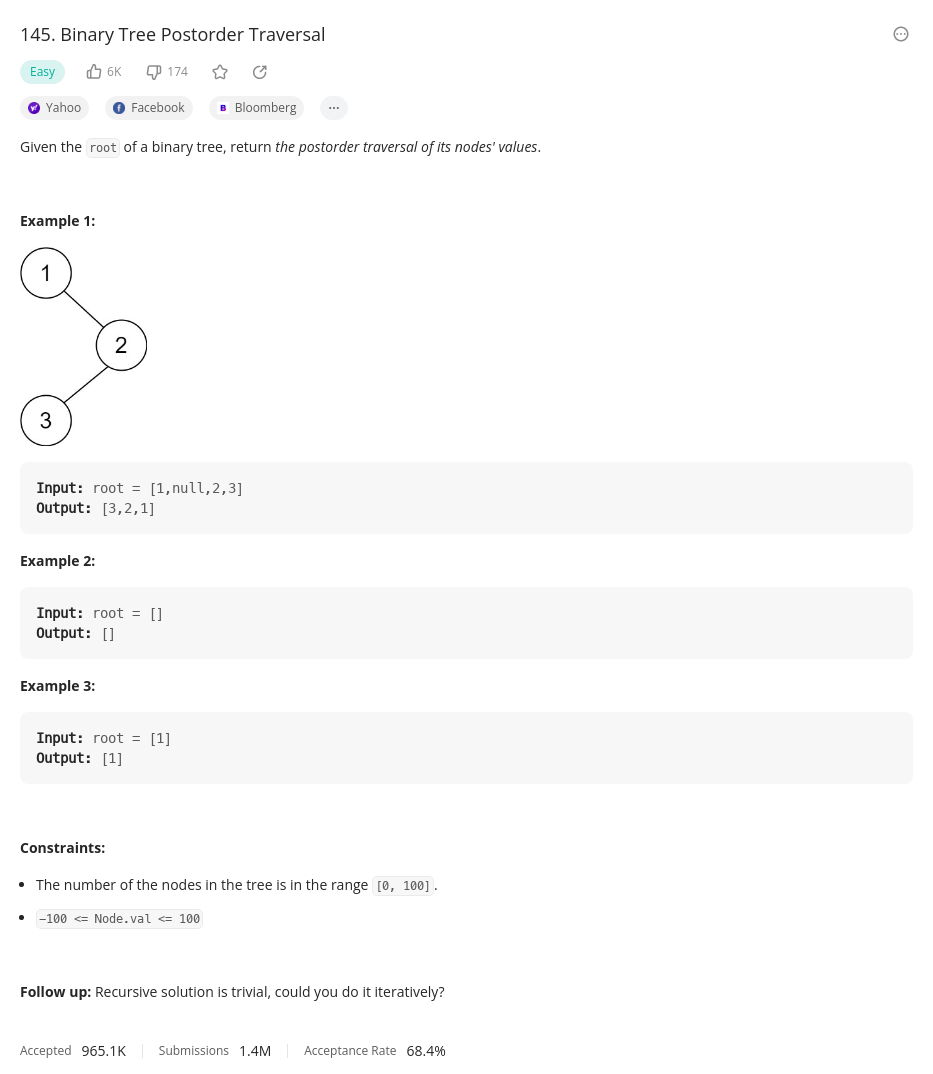 145. Binary Tree Postorder Traversal
Easy 6K 174
Yahoo Facebook Bloomberg ...
Given the root of a binary tree, return the postorder traversal of its nodes' values.
Example 1:
1
2
3
Input: root = [1,null,2,3]
Output: [3,2,1]
Example 2:
Input: root = []
Output: []
Example 3:
Input: root = [1]
Output: [1]
Constraints:
The number of the nodes in the tree is in the range [0, 100].
-100 <= Node.val <= 100
Follow up: Recursive solution is trivial, could you do it iteratively?
Accepted 965.1K Submissions 1.4M Acceptance Rate 68.4%